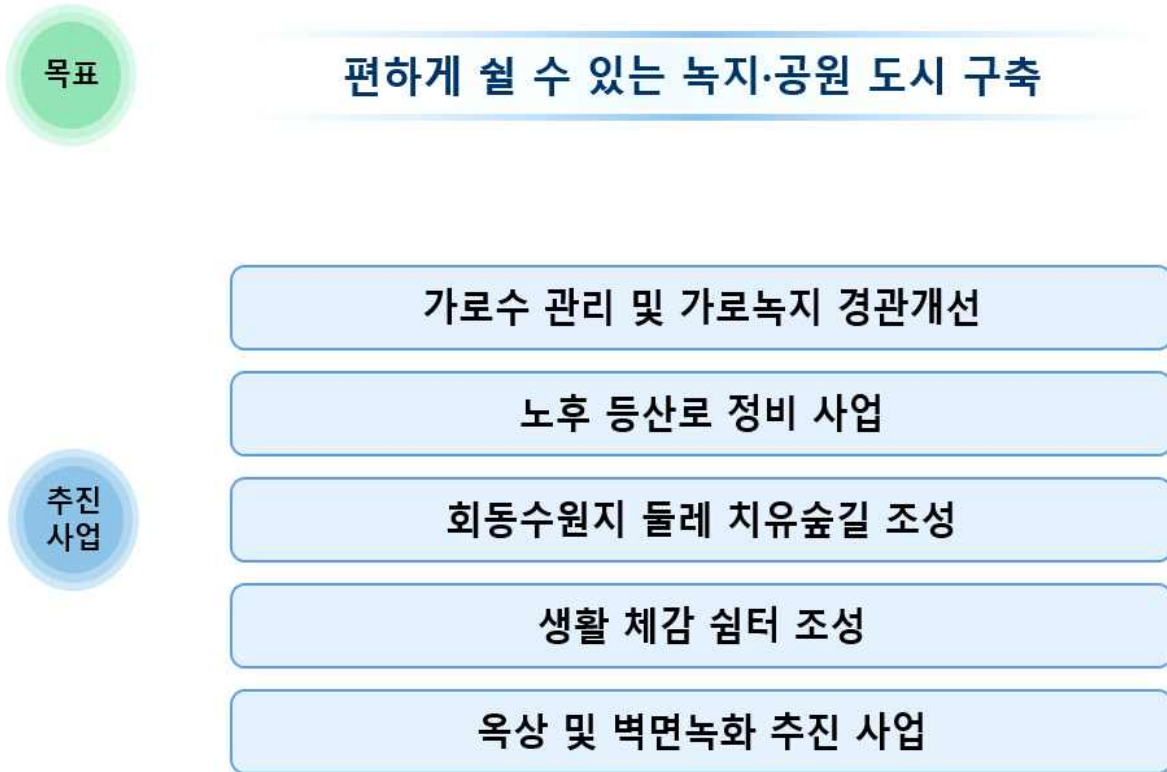 목표
편하게 쉴 수 있는 녹지·공원 도시 구축
가로수 관리 및 가로녹지 경관개선
노후 등산로 정비 사업
추진
사업
회동수원지 둘레 치유숲길 조성
생활 체감 쉼터 조성
옥상 및 벽면녹화 추진 사업